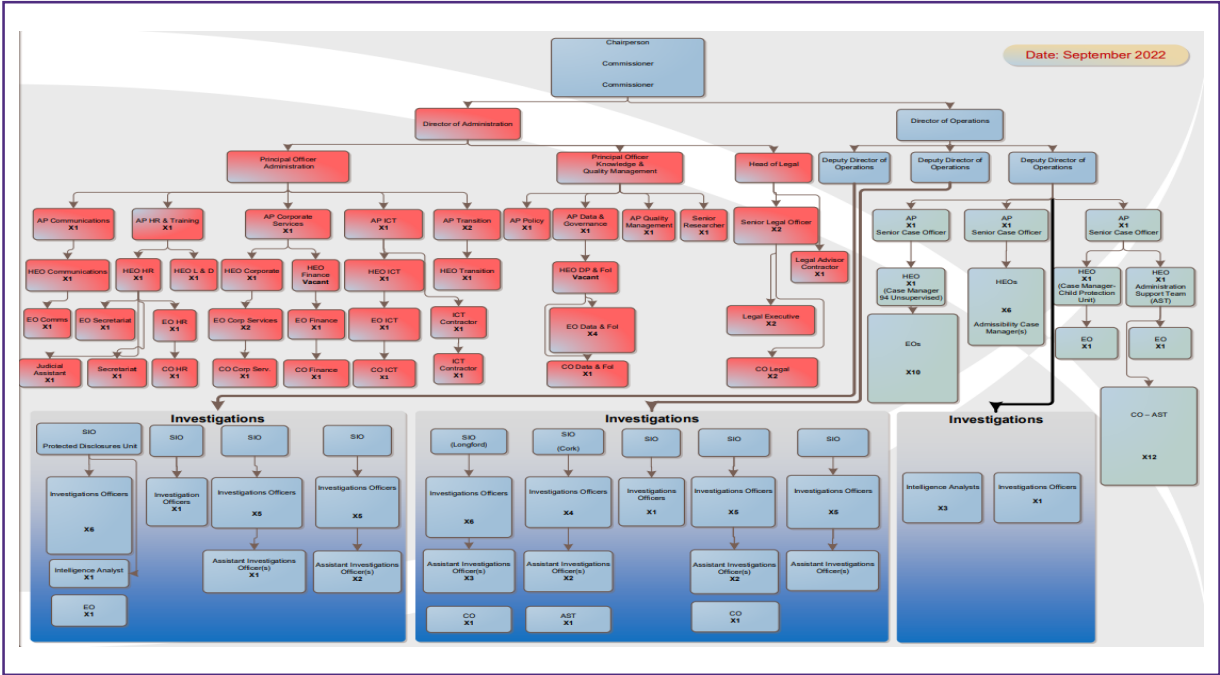 Chairperson
Commissioner
Commissioner
Date: September 2022
Director of Administration
Director of Operations
Principal Officer
Administration
Principal Officer
Knowledge &
Quality Management
Head of Legal
Deputy Director of
Operations
Deputy Director of
Operations
Deputy Director of
Operations
AP Communications
X1
AP HR & Training
X1
AP Corporate
Services
X1
AP ICT
X1
AP Transition
X2
AP Policy
X1
AP Data &
Governance
X1
AP Quality
Management
X1
Senior
Researcher
X1
Senior Legal Officer
X2
AP
X1
Senior Case Officer
AP
X1
Senior Case Officer
AP
X1
Senior Case Officer
HEO Communications
X1
HEO HR
X1
HEO L & D
X1
HEO Corporate
X1
HEO
Finance
Vacant
HEO ICT
X1
HEO Transition
X1
HEO DP & FoI
Vacant
Legal Advisor
Contractor
X1
HEO
X1
(Case Manager
94 Unsupervised)
HEOs
X6
Admissibility Case
Manager(s)
HEO
X1
(Case Manager-
Child Protection
Unit)
HEO
X1
Administration
Support Team
(AST)
EO Comms
X1
EO Secretariat
X1
EO HR
X1
EO Corp Services
X2
EO Finance
X1
EO ICT
X1
ICT
Contractor
X1
EO Data & FoI
X4
Legal Executive
X2
EOs
X10
EO
X1
EO
X1
Judicial
Assistant
X1
Secretariat
X1
CO HR
X1
CO Corp Serv.
X1
CO Finance
X1
CO ICT
X1
ICT
Contractor
X1
CO Data & FoI
X1
CO Legal
X2
CO – AST
X12
Investigations
SIO
Protected Disclosures Unit
SIO
SIO
SIO
Investigations Officers
X6
Investigation
Officers
X1
Investigations Officers
X5
Investigations Officers
X5
Intelligence Analyst
X1
Assistant Investigations
Officer(s)
X1
Assistant Investigations
Officer(s)
X2
EO
X1
Investigations
SIO
(Longford)
SIO
(Cork)
SIO
SIO
SIO
Investigations Officers
X6
Investigations Officers
X4
Investigations Officers
X1
Investigations Officers
X5
Investigations Officers
X5
Assistant Investigations
Officer(s)
X3
Assistant Investigations
Officer(s)
X2
Assistant Investigations
Officer(s)
X2
Assistant Investigations
Officer(s)
CO
X1
AST
X1
CO
X1
Investigations
Intelligence Analysts
X3
Investigations Officers
X1